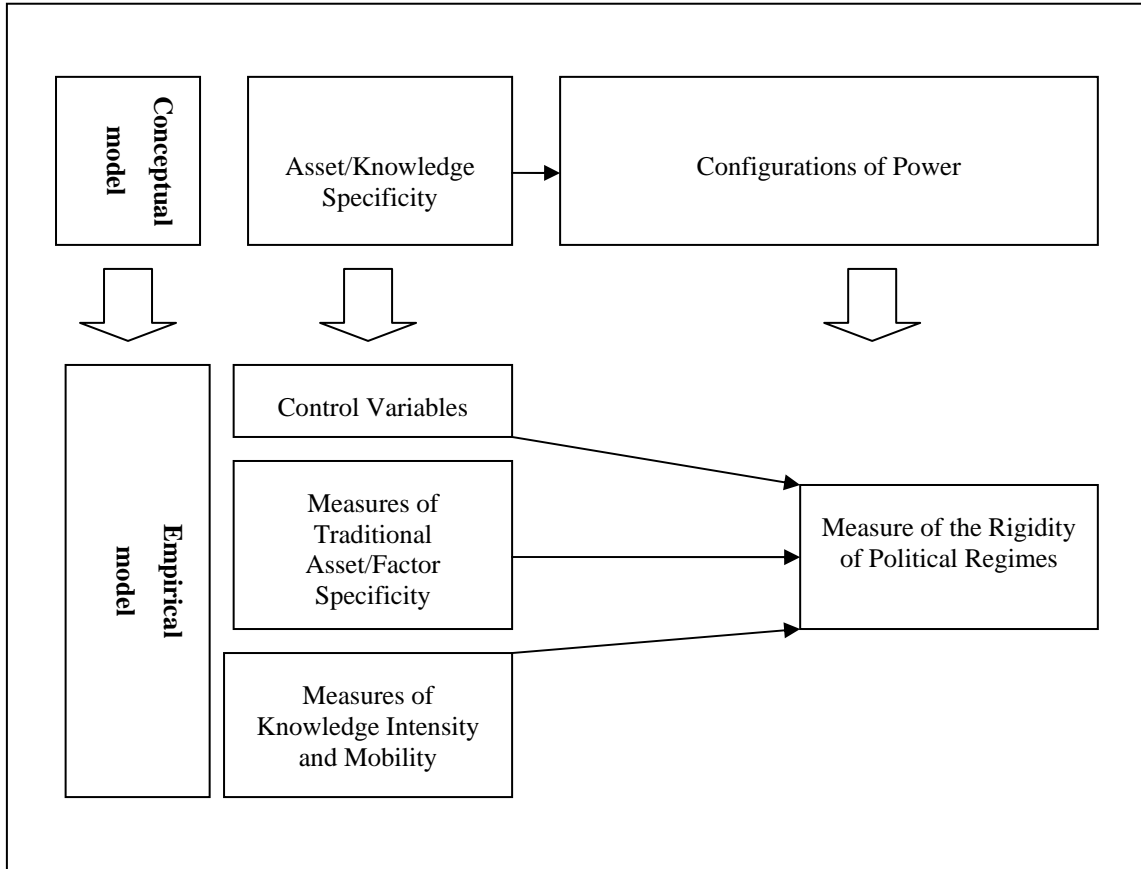 Conceptual
model
Asset/Knowledge
Specificity
Configurations of Power
Empirical
model
Control Variables
Measures of
Traditional
Asset/Factor
Specificity
Measures of
Knowledge Intensity
and Mobility
Measure of the Rigidity
of Political Regimes